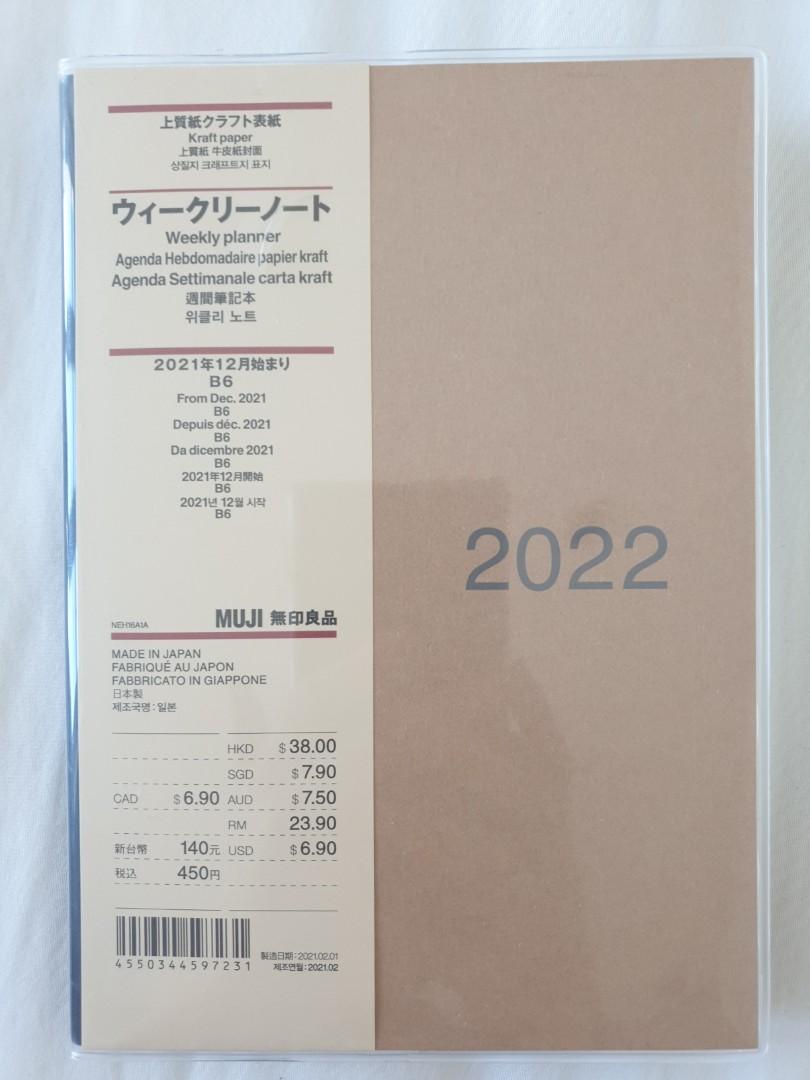 上質紙クラフト表紙
Kraft paper
上質紙 牛皮紙封面
상질지 크래프트지 표지
ウィークリーノート
Weekly planner
Agenda Hebdomadaire papier kraft
Agenda Settimanale carta kraft
週間筆記本
위클리 노트
2021年12月始まり
B6
From Dec. 2021
B6
Depuis déc. 2021
B6
Da dicembre 2021
B6
2021年12月開始
B6
2021년 12월 시작
B6
2022
NEH16A1A MUJI 無印良品
MADE IN JAPAN
FABRIQUÉ AU JAPON
FABBRICATO IN GIAPPONE
日本製
제조국명 : 일본
HKD $ 38.00
SGD $ 7.90
CAD $ 6.90 AUD $ 7.50
RM 23.90
新台幣 140元 USD $ 6.90
税込 450円
4550344597231
製造日期 : 2021.02.01
제조연월 : 2021.02